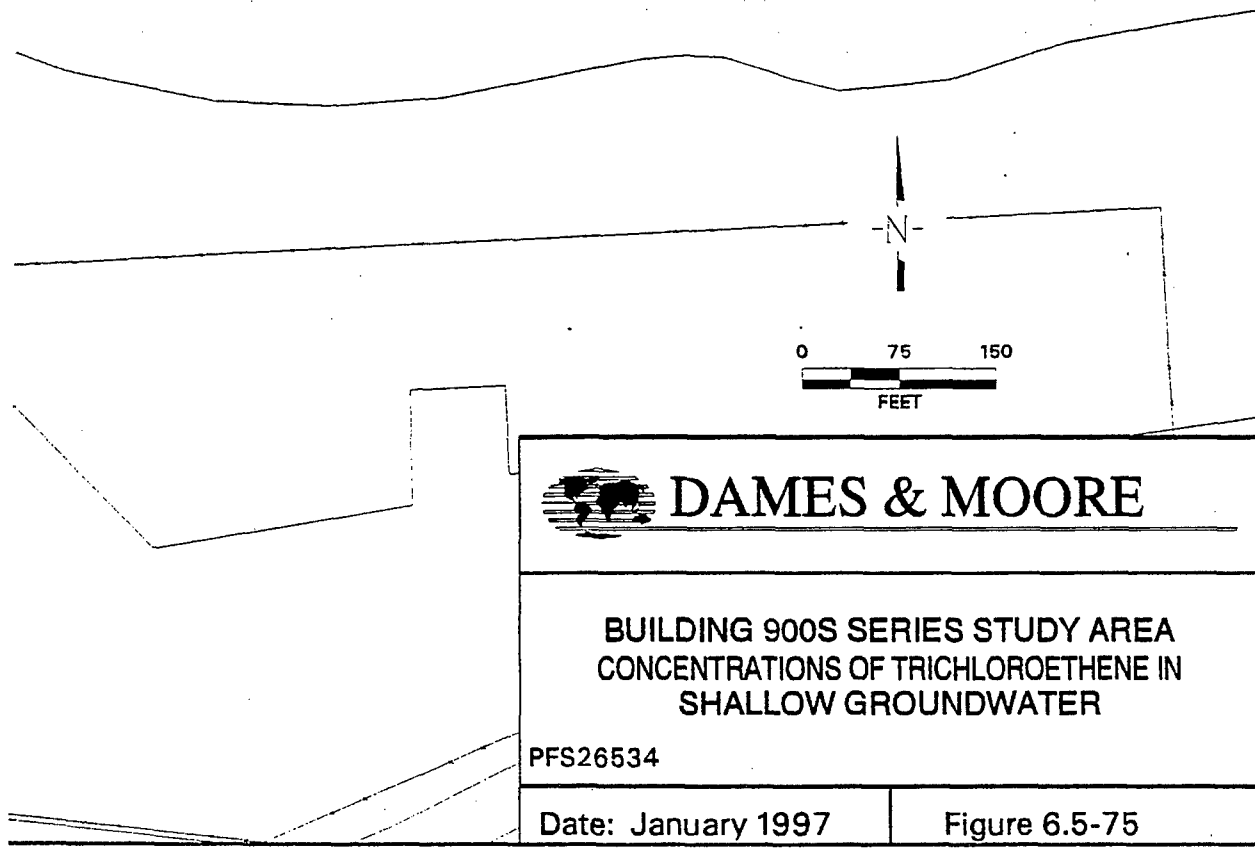 -N-
0 75 150
FEET
DAMES & MOORE
BUILDING 900S SERIES STUDY AREA
CONCENTRATIONS OF TRICHLOROETHENE IN
SHALLOW GROUNDWATER
PFS26534
Date: January 1997 Figure 6.5-75